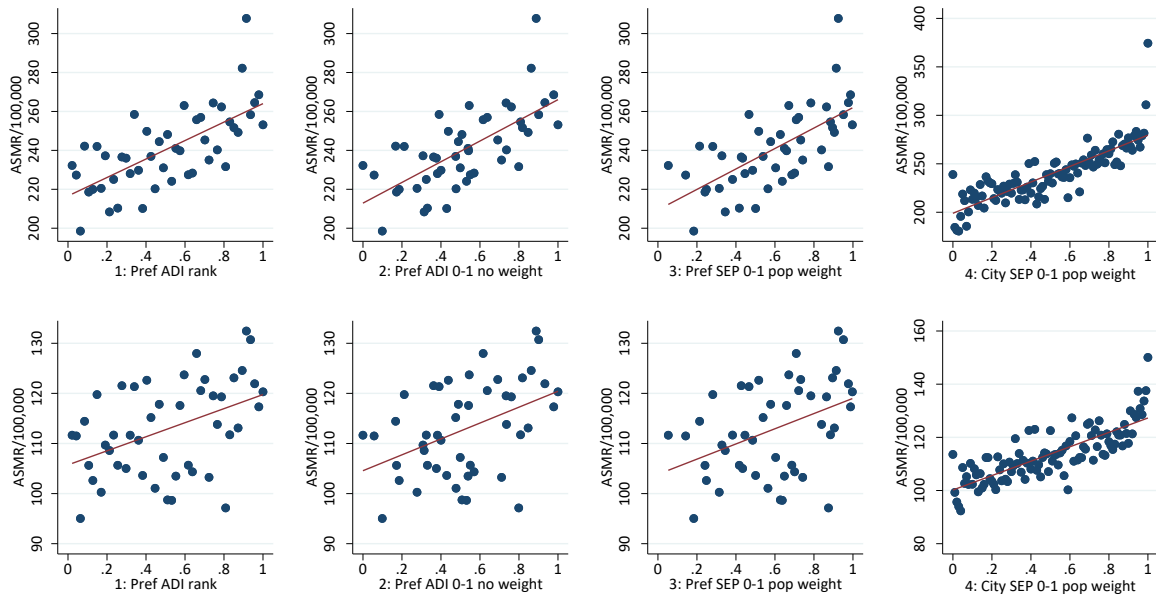 ASMR/100,000
200 220 240 260 280 300
0 .2 .4 .6 .8 1
1: Pref ADI rank
ASMR/100,000
200 220 240 260 280 300
0 .2 .4 .6 .8 1
2: Pref ADI 0-1 no weight
ASMR/100,000
200 220 240 260 280 300
0 .2 .4 .6 .8 1
3: Pref SEP 0-1 pop weight
ASMR/100,000
200 250 300 350 400
0 .2 .4 .6 .8 1
4: City SEP 0-1 pop weight
ASMR/100,000
90 100 110 120 130
0 .2 .4 .6 .8 1
1: Pref ADI rank
ASMR/100,000
90 100 110 120 130
0 .2 .4 .6 .8 1
2: Pref ADI 0-1 no weight
ASMR/100,000
90 100 110 120 130
0 .2 .4 .6 .8 1
3: Pref SEP 0-1 pop weight
ASMR/100,000
80 100 120 140 160
0 .2 .4 .6 .8 1
4: City SEP 0-1 pop weight